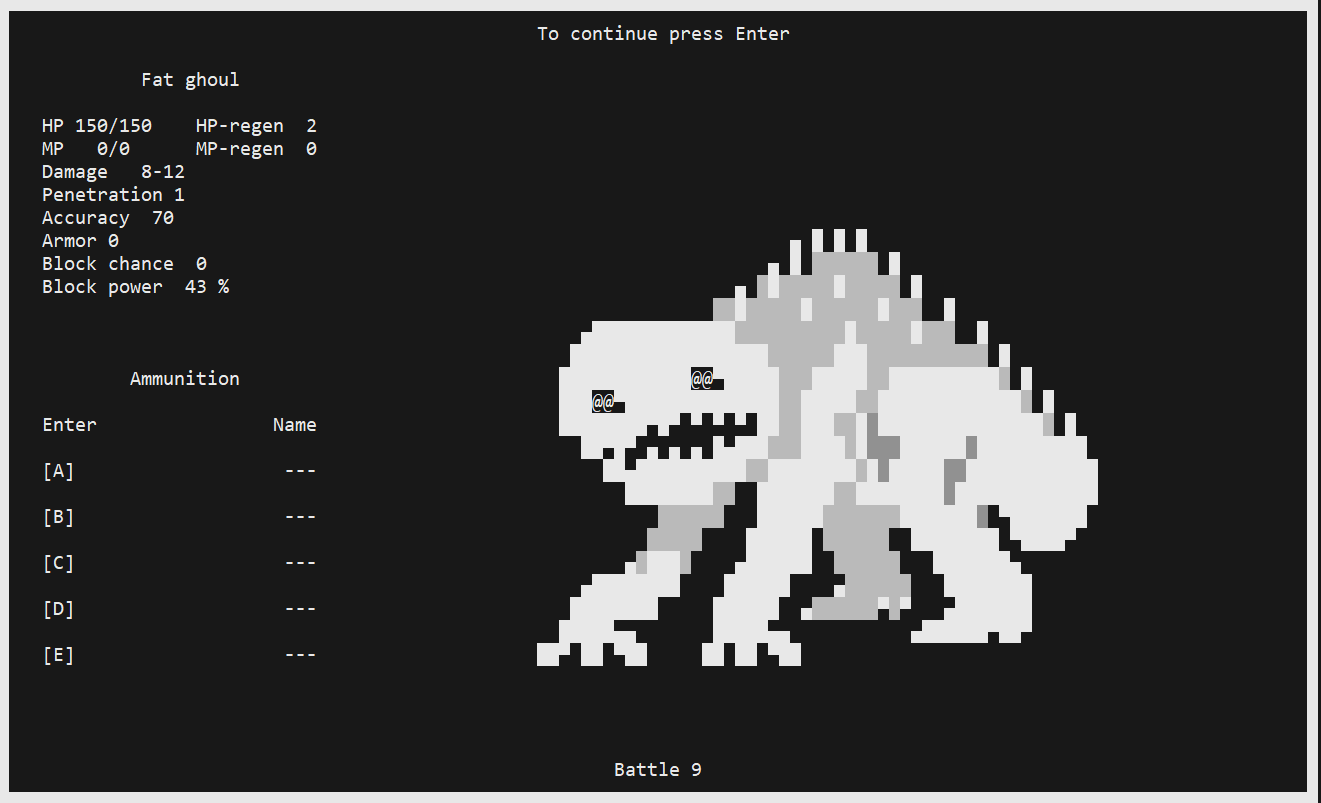 To continue press Enter
Fat ghoul
HP 150/150    HP-regen  2
MP   0/0      MP-regen  0
Damage   8-12
Penetration 1
Accuracy  70
Armor 0
Block chance  0
Block power  43 %
Ammunition
Enter                Name
[A]                   ---
[B]                   ---
[C]                   ---
[D]                   ---
[E]                   ---
@@
@@
Battle 9